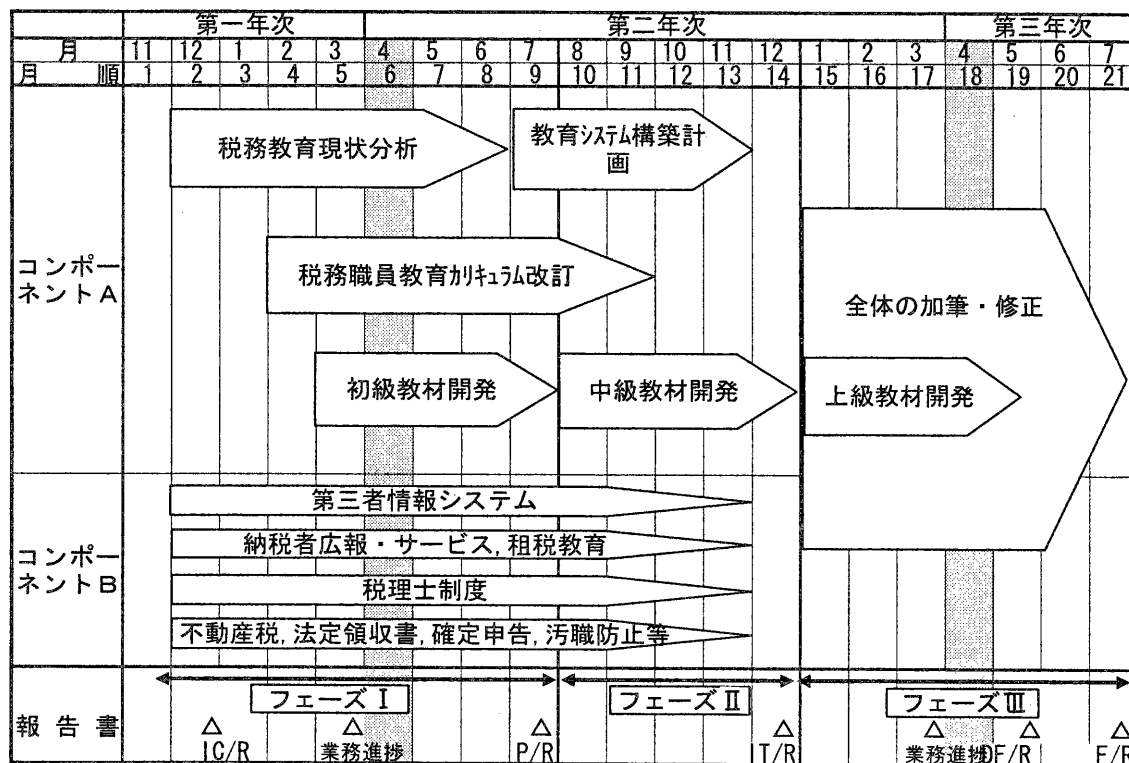 第一年次 第二年次 第三年次
月 11 12 1 2 3 4 5 6 7 8 9 10 11 12 1 2 3 4 5 6 7
月順 1 2 3 4 5 6 7 8 9 10 11 12 13 14 15 16 17 18 19 20 21
コンポーネントA
税務教育現状分析
教育システム構築計画
税務職員教育カリキュラム改訂
全体の加筆・修正
初級教材開発 中級教材開発 上級教材開発
コンポーネントB
第三者情報システム
納税者広報・サービス,租税教育
税理士制度
不動産税,法定領収書,確定申告,汚職防止等
報告書
フェーズⅠ フェーズⅡ フェーズⅢ
△ △ △ △ △ △ △
IC/R 業務進捗 P/R IT/R 業務進捗 DF/R F/R